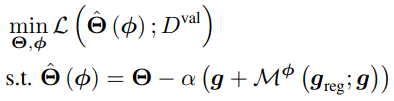 min_{Θ,ϕ} ℒ(Θ̂(ϕ); D^val)
s.t. Θ̂(ϕ) = Θ − α(g + ℳ^ϕ(g_reg; g))